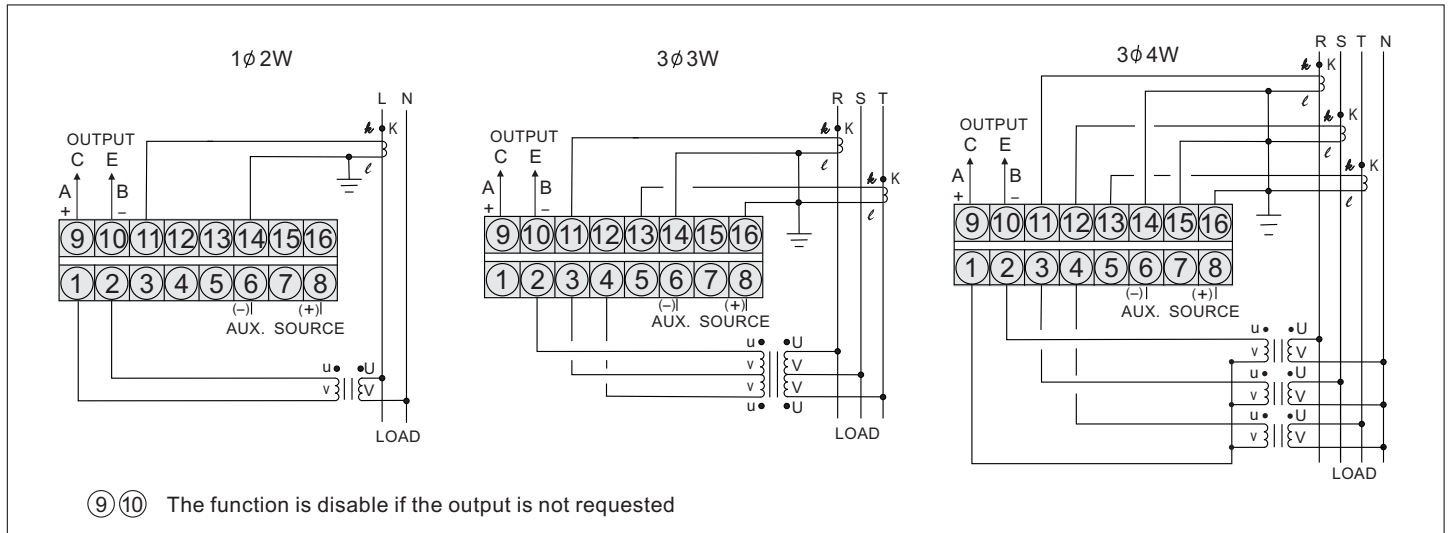 1ϕ2W
L N
𝓀 K
OUTPUT
C E
A B
+ −
ℓ
9 10 11 12 13 14 15 16
1 2 3 4 5 6 7 8
(−) (+)
AUX. SOURCE
u U
v V
LOAD
3ϕ3W
R S T
𝓀 K
OUTPUT
C E
ℓ
𝓀 K
A B
+ −
ℓ
9 10 11 12 13 14 15 16
1 2 3 4 5 6 7 8
(−) (+)
AUX. SOURCE
u U
v V
v V
u U
LOAD
3ϕ4W
R S T N
𝓀 K
ℓ
𝓀 K
OUTPUT
C E
ℓ
𝓀 K
A B
+ −
ℓ
9 10 11 12 13 14 15 16
1 2 3 4 5 6 7 8
(−) (+)
AUX. SOURCE
u U
v V
u U
v V
u U
v V
LOAD
9 10 The function is disable if the output is not requested